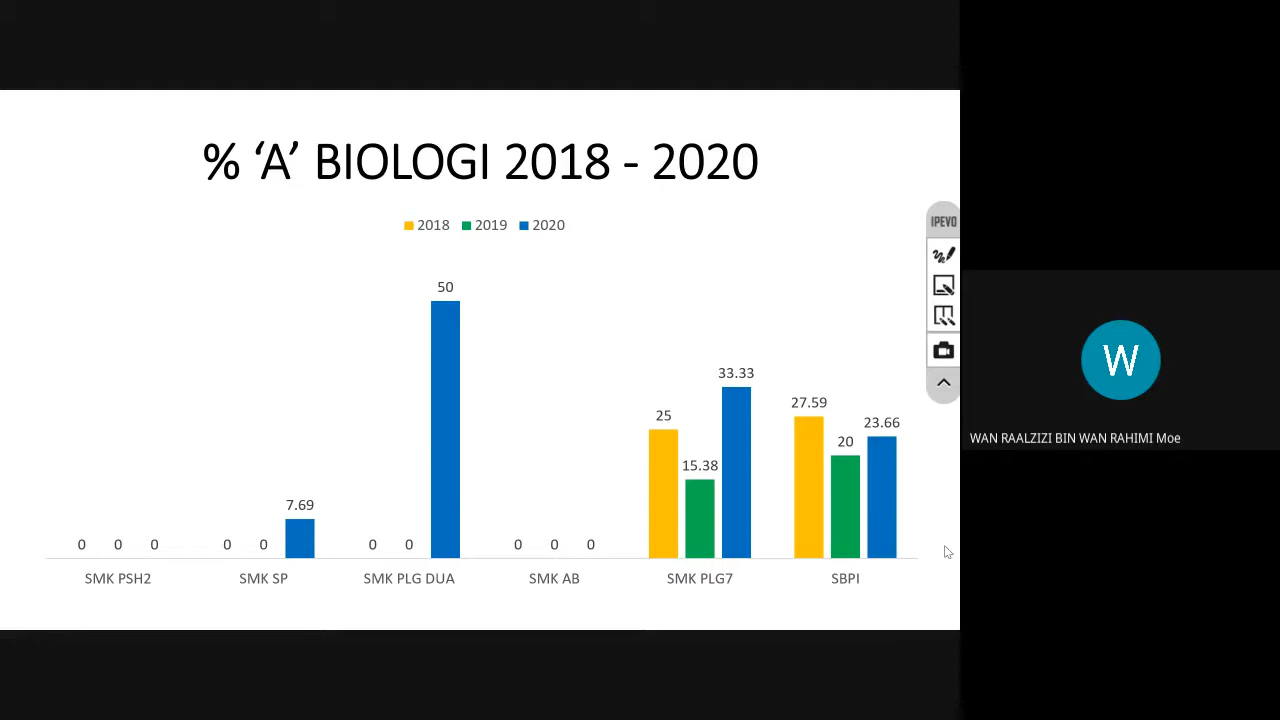 % ‘A’ BIOLOGI 2018 - 2020
2018 2019 2020
IPEVO
50
33.33
27.59
25
23.66
20
15.38
7.69
0 0 0 0 0 0 0 0 0 0
SMK PSH2 SMK SP SMK PLG DUA SMK AB SMK PLG7 SBPI
W
WAN RAALZIZI BIN WAN RAHIMI Moe